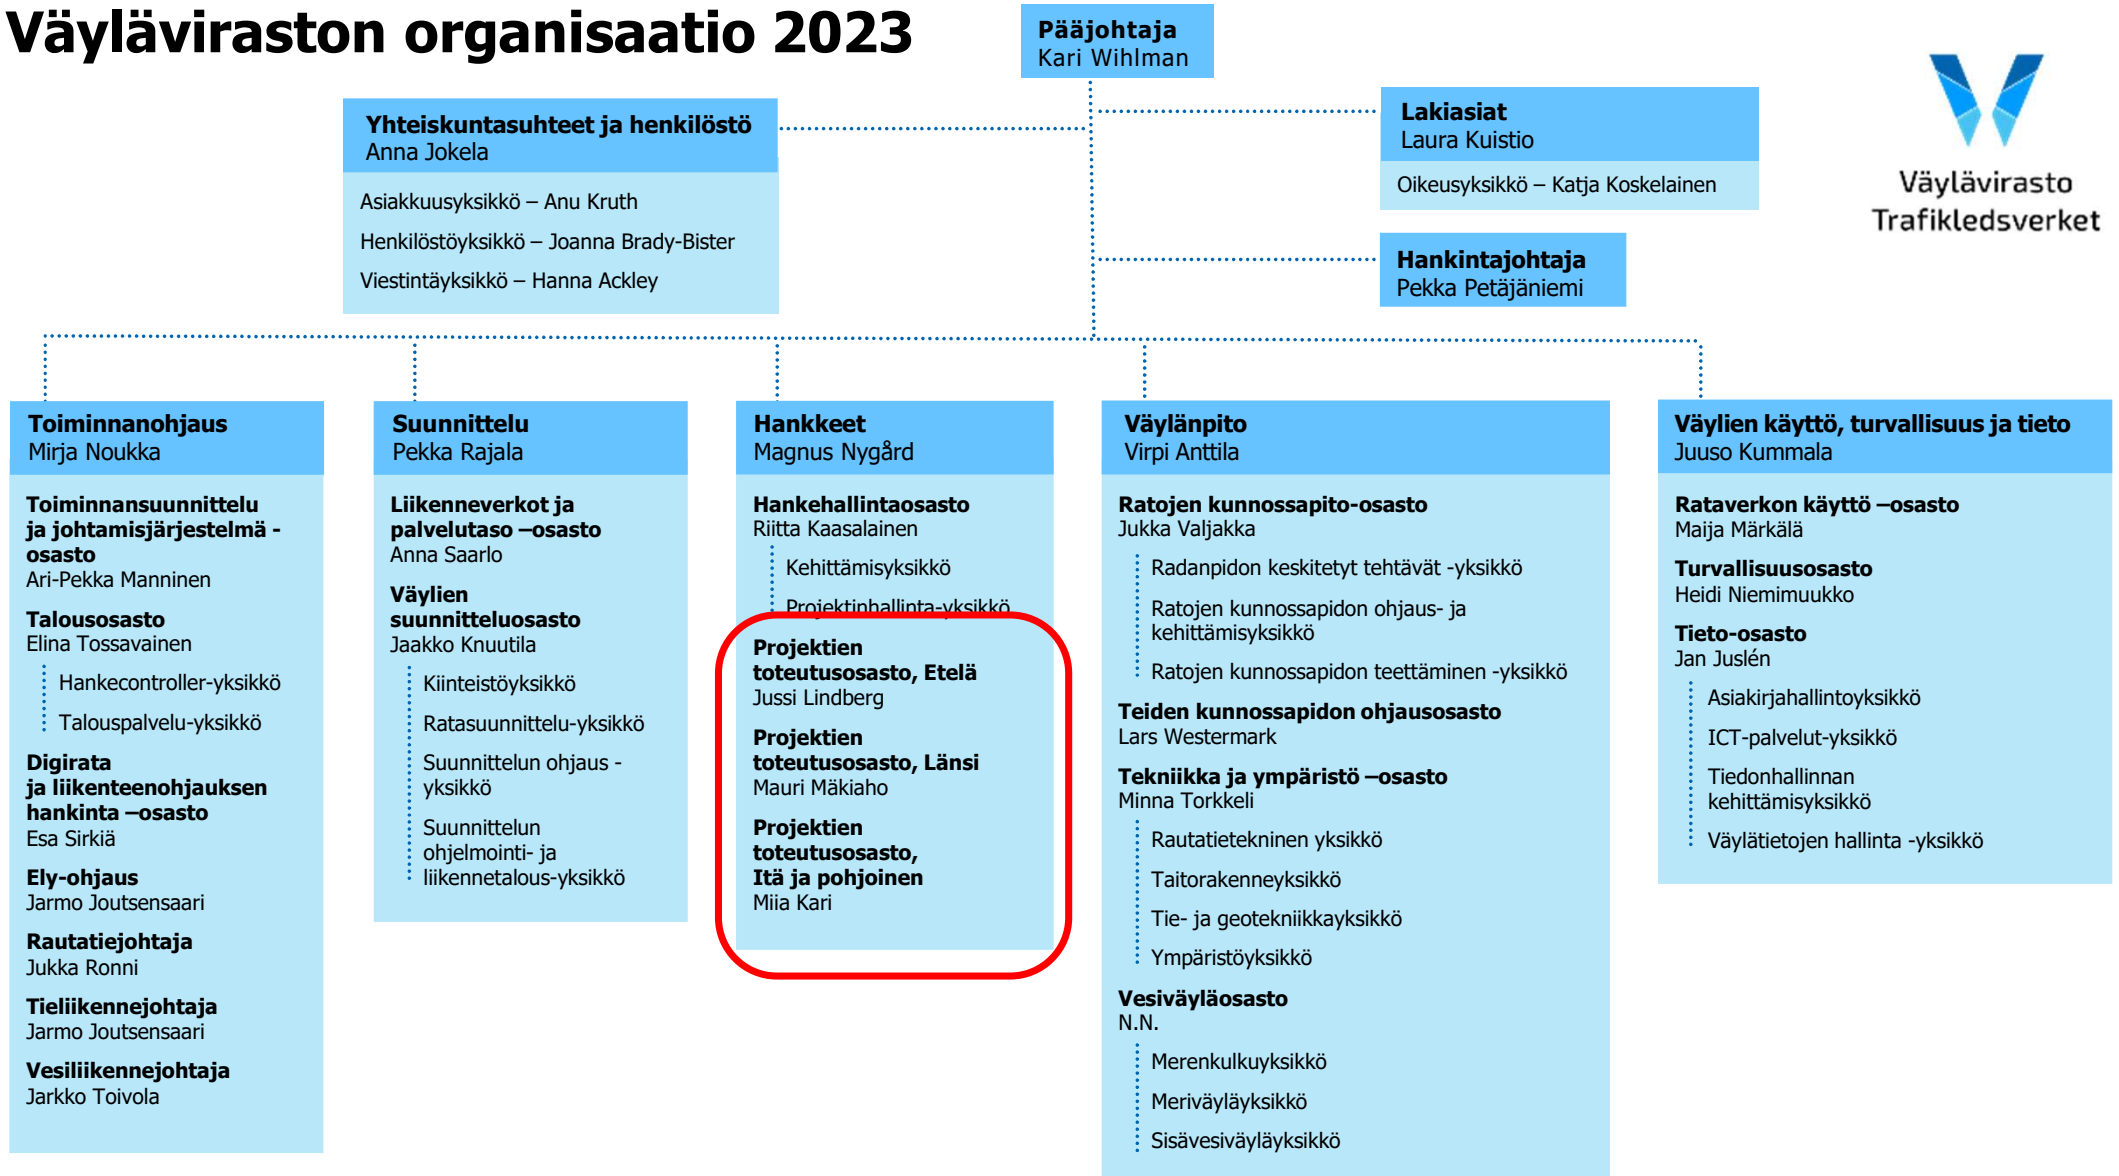 Väyläviraston organisaatio 2023
Pääjohtaja
Kari Wihlman
Yhteiskuntasuhteet ja henkilöstö
Anna Jokela
Asiakkuusyksikkö – Anu Kruth
Henkilöstöyksikkö – Joanna Brady-Bister
Viestintäyksikkö – Hanna Ackley
Lakiasiat
Laura Kuistio
Oikeusyksikkö – Katja Koskelainen
Hankintajohtaja
Pekka Petäjäniemi
Väylävirasto
Trafikledsverket
Toiminnanohjaus
Mirja Noukka
Toiminnansuunnittelu
ja johtamisjärjestelmä -
osasto
Ari-Pekka Manninen
Talousosasto
Elina Tossavainen
Hankecontroller-yksikkö
Talouspalvelu-yksikkö
Digirata
ja liikenteenohjauksen
hankinta –osasto
Esa Sirkiä
Ely-ohjaus
Jarmo Joutsensaari
Rautatiejohtaja
Jukka Ronni
Tieliikennejohtaja
Jarmo Joutsensaari
Vesiliikennejohtaja
Jarkko Toivola
Suunnittelu
Pekka Rajala
Liikenneverkot ja
palvelutaso –osasto
Anna Saarlo
Väylien
suunnitteluosasto
Jaakko Knuutila
Kiinteistöyksikkö
Ratasuunnittelu-yksikkö
Suunnittelun ohjaus -
yksikkö
Suunnittelun
ohjelmointi- ja
liikennetalous-yksikkö
Hankkeet
Magnus Nygård
Hankehallintaosasto
Riitta Kaasalainen
Kehittämisyksikkö
Projektinhallinta-yksikkö
Projektien
toteutusosasto, Etelä
Jussi Lindberg
Projektien
toteutusosasto, Länsi
Mauri Mäkiaho
Projektien
toteutusosasto,
Itä ja pohjoinen
Miia Kari
Väylänpito
Virpi Anttila
Ratojen kunnossapito-osasto
Jukka Valjakka
Radanpidon keskitetyt tehtävät -yksikkö
Ratojen kunnossapidon ohjaus- ja
kehittämisyksikkö
Ratojen kunnossapidon teettäminen -yksikkö
Teiden kunnossapidon ohjausosasto
Lars Westermark
Tekniikka ja ympäristö –osasto
Minna Torkkeli
Rautatietekninen yksikkö
Taitorakenneyksikkö
Tie- ja geotekniikkayksikkö
Ympäristöyksikkö
Vesiväyläosasto
N.N.
Merenkulkuyksikkö
Meriväyläyksikkö
Sisävesiväyläyksikkö
Väylien käyttö, turvallisuus ja tieto
Juuso Kummala
Rataverkon käyttö –osasto
Maija Märkälä
Turvallisuusosasto
Heidi Niemimuukko
Tieto-osasto
Jan Juslén
Asiakirjahallintoyksikkö
ICT-palvelut-yksikkö
Tiedonhallinnan
kehittämisyksikkö
Väylätietojen hallinta -yksikkö